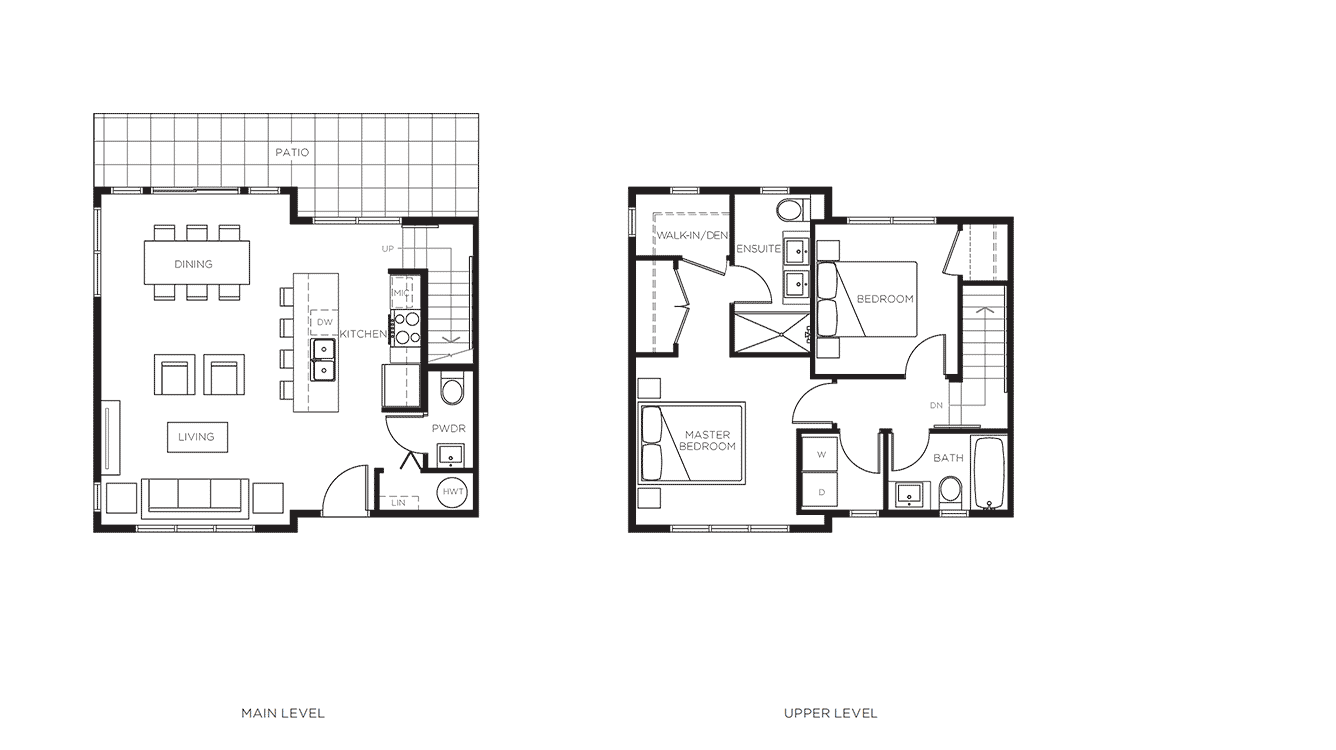 PATIO
UP
DINING
MIC
DW
KITCHEN
PWDR
LIVING
HWT
LIN
MAIN LEVEL
WALK-IN/DEN
ENSUITE
BEDROOM
DN
MASTER
BEDROOM
W
BATH
D
UPPER LEVEL